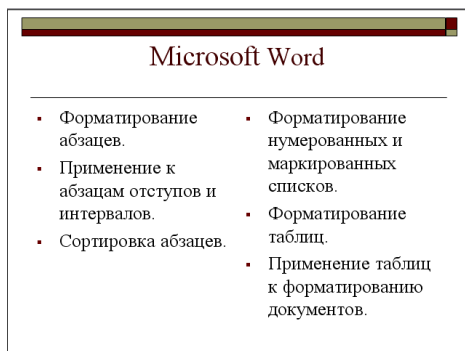 Microsoft Word
Форматирование
абзацев.
Применение к
абзацам отступов и
интервалов.
Сортировка абзацев.
Форматирование
нумерованных и
маркированных
списков.
Форматирование
таблиц.
Применение таблиц
к форматированию
документов.